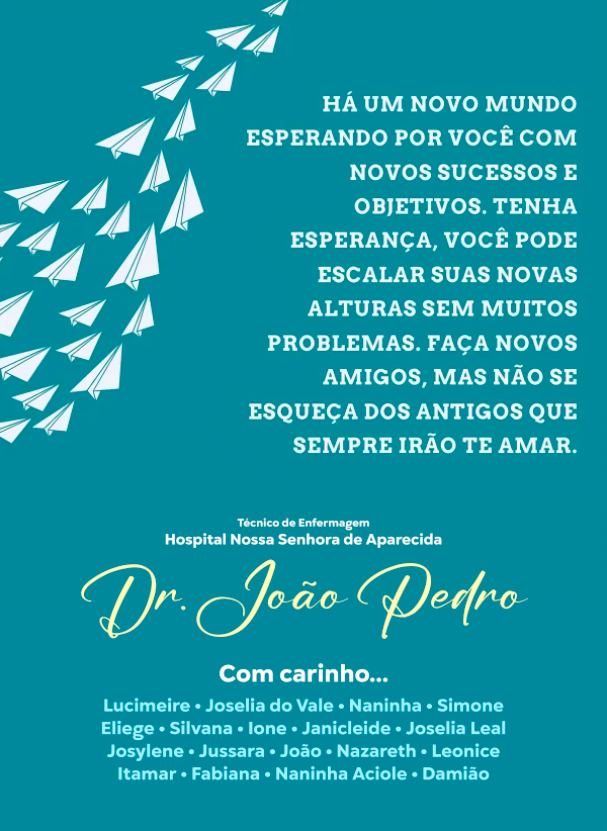 HÁ UM NOVO MUNDO
ESPERANDO POR VOCÊ COM
NOVOS SUCESSOS E
OBJETIVOS. TENHA
ESPERANÇA, VOCÊ PODE
ESCALAR SUAS NOVAS
ALTURAS SEM MUITOS
PROBLEMAS. FAÇA NOVOS
AMIGOS, MAS NÃO SE
ESQUEÇA DOS ANTIGOS QUE
SEMPRE IRÃO TE AMAR.
Técnico de Enfermagem
Hospital Nossa Senhora de Aparecida
Dr. João Pedro
Com carinho...
Lucimeire • Joselia do Vale • Naninha • Simone
Eliege • Silvana • Ione • Janicleide • Joselia Leal
Josylene • Jussara • João • Nazareth • Leonice
Itamar • Fabiana • Naninha Aciole • Damião